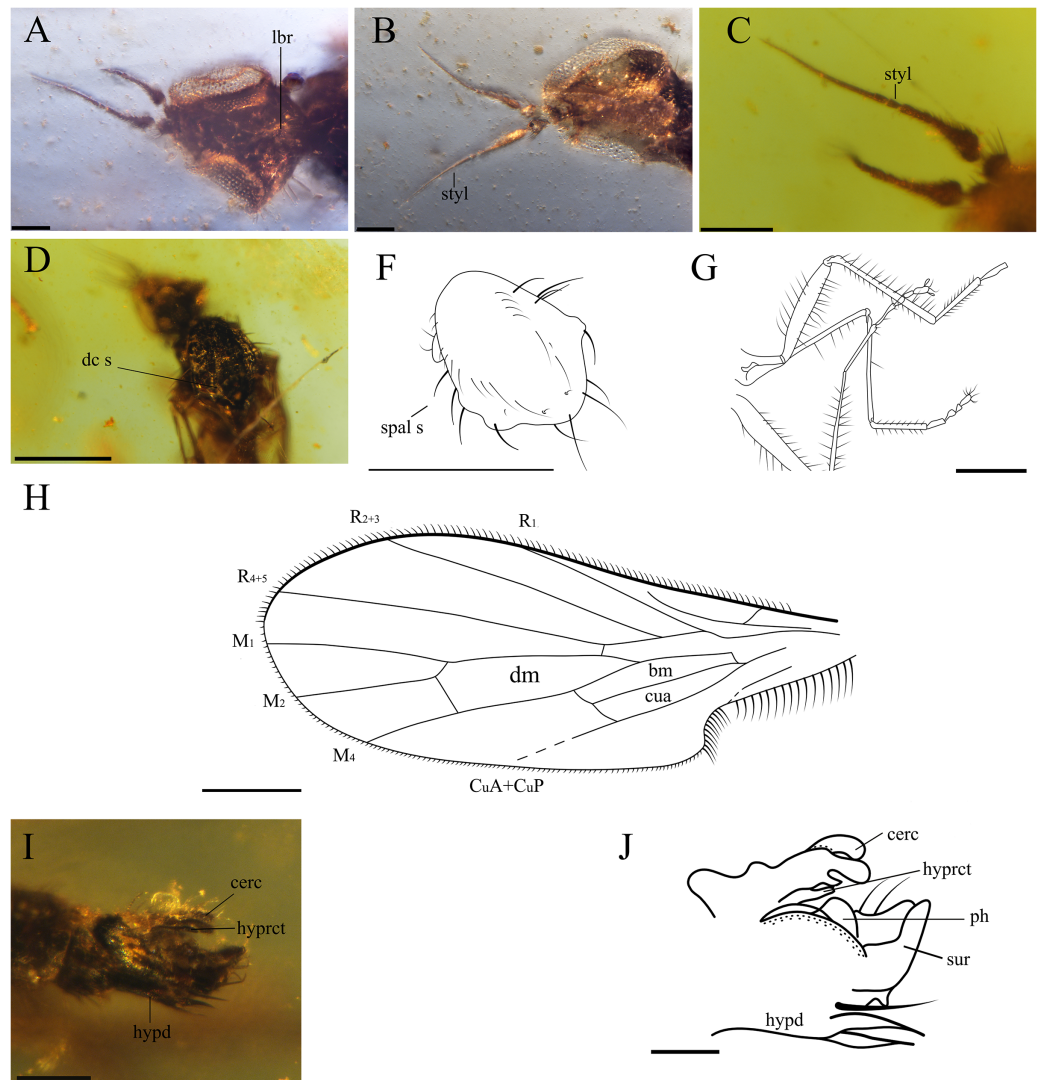 A
lbr
B
styl
C
styl
D
dc s
F
spal s
G
H
R2+3
R1
R4+5
M1
M2
M4
dm
bm
cua
CuA+CuP
I
cerc
hyprct
hypd
J
cerc
hyprct
ph
sur
hypd